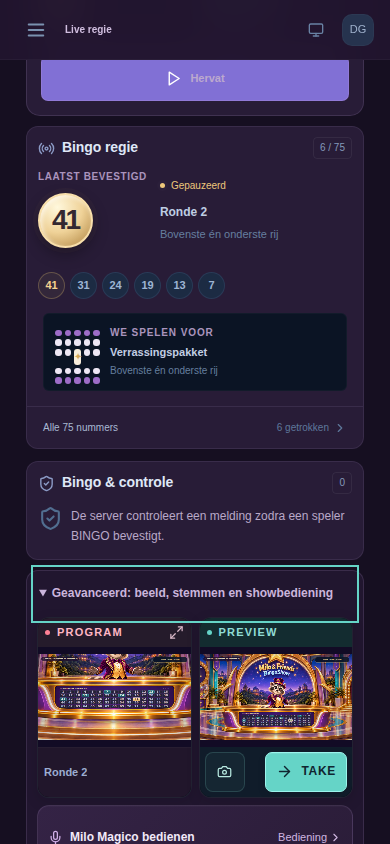 Live regie
DG
Hervat
Bingo regie
6 / 75
LAATST BEVESTIGD
Gepauzeerd
41
Ronde 2
Bovenste én onderste rij
41 31 24 19 13 7
WE SPELEN VOOR
Verrassingspakket
Bovenste én onderste rij
Alle 75 nummers
6 getrokken
Bingo & controle
0
De server controleert een melding zodra een speler
BINGO bevestigt.
Geavanceerd: beeld, stemmen en showbediening
PROGRAM
PREVIEW
Milo's Friends
BingoShow
Ronde 2
TAKE
Milo Magico bedienen
Bediening